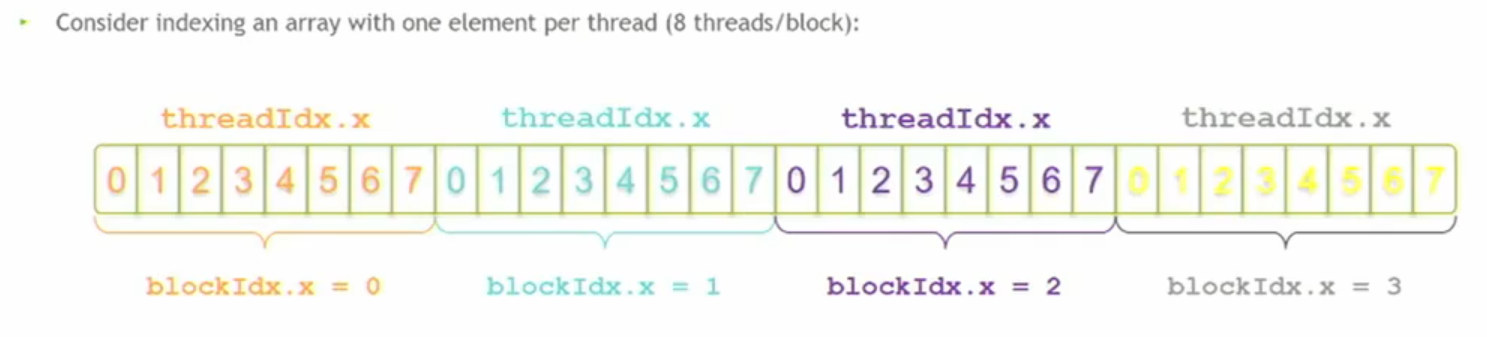 Consider indexing an array with one element per thread (8 threads/block):
threadIdx.x threadIdx.x threadIdx.x threadIdx.x
0 1 2 3 4 5 6 7 0 1 2 3 4 5 6 7 0 1 2 3 4 5 6 7 0 1 2 3 4 5 6 7
blockIdx.x = 0 blockIdx.x = 1 blockIdx.x = 2 blockIdx.x = 3